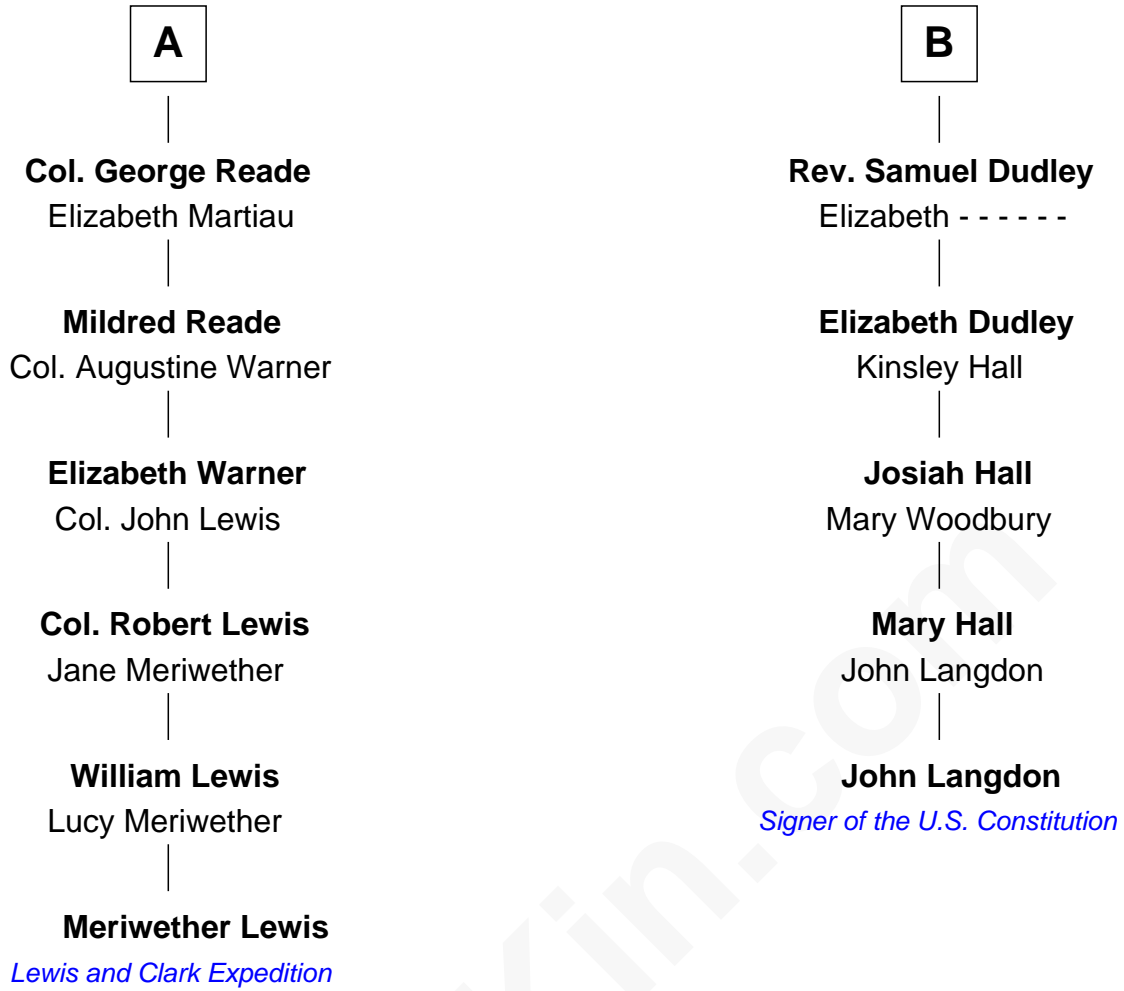 A
Col. George Reade
Elizabeth Martiau
Mildred Reade
Col. Augustine Warner
Elizabeth Warner
Col. John Lewis
Col. Robert Lewis
Jane Meriwether
William Lewis
Lucy Meriwether
Meriwether Lewis
Lewis and Clark Expedition
B
Rev. Samuel Dudley
Elizabeth - - - - - -
Elizabeth Dudley
Kinsley Hall
Josiah Hall
Mary Woodbury
Mary Hall
John Langdon
John Langdon
Signer of the U.S. Constitution
Kin.com